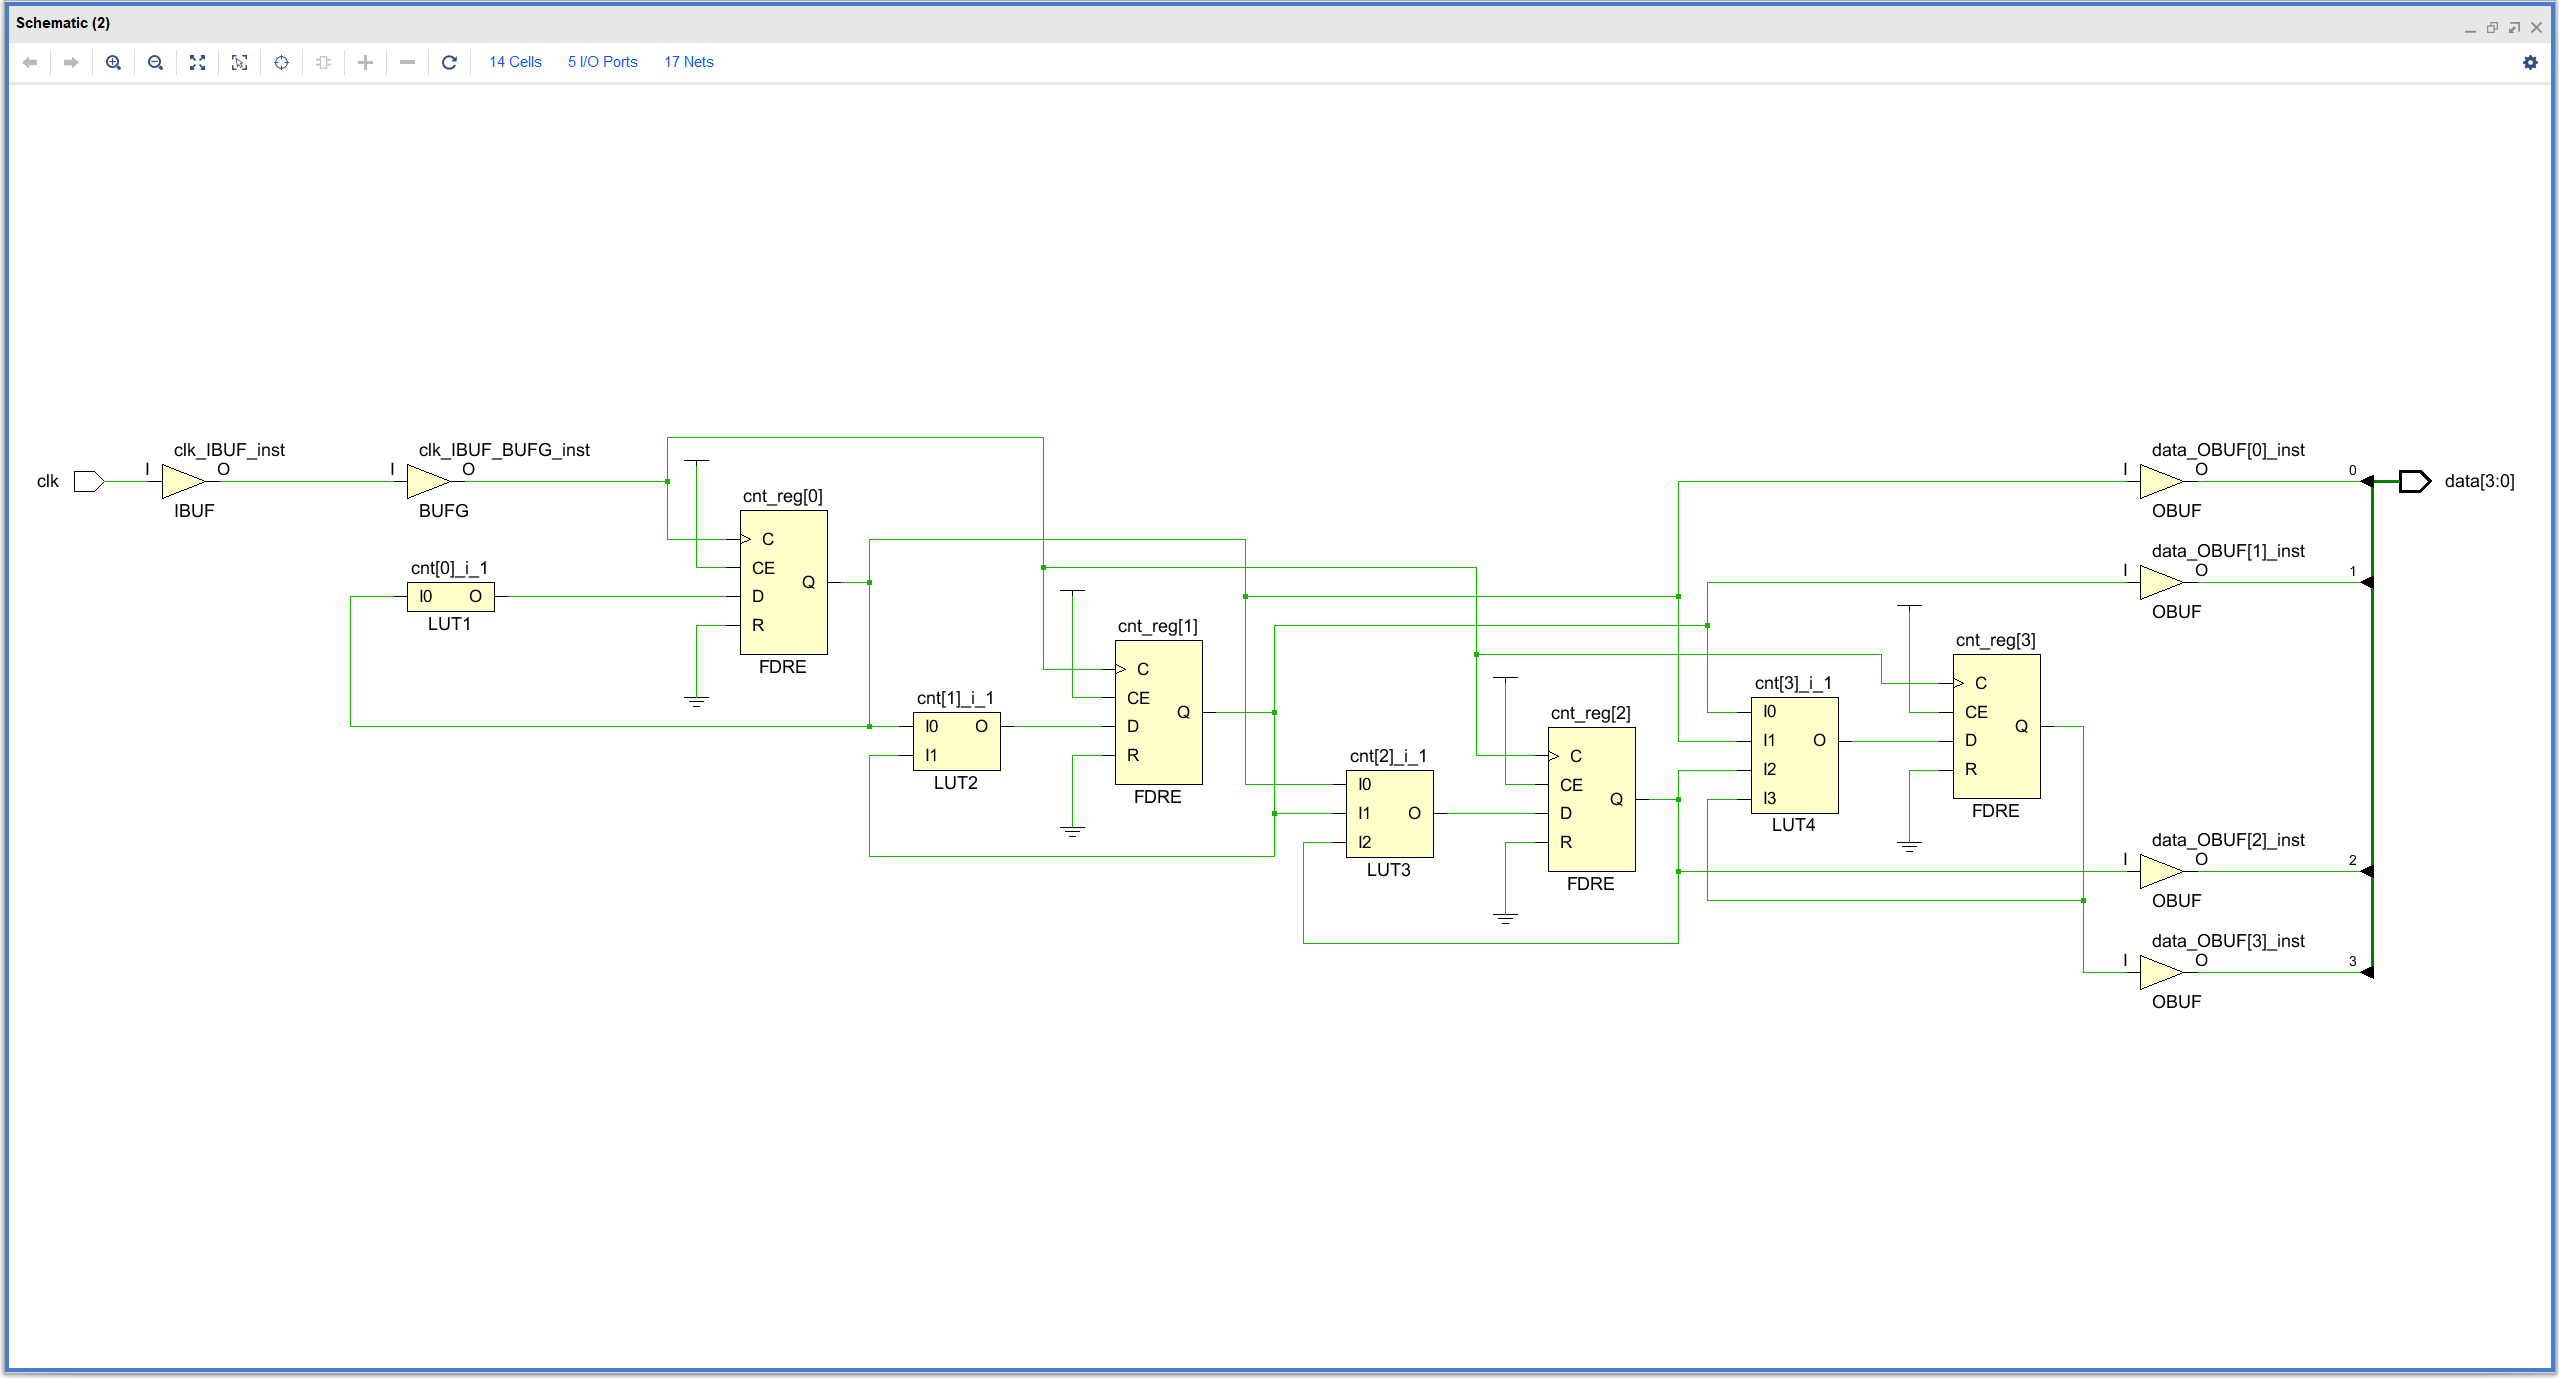 Schematic (2)
14 Cells 5 I/O Ports 17 Nets
clk
I
clk_IBUF_inst
O
IBUF
I
clk_IBUF_BUFG_inst
O
BUFG
cnt[0]_i_1
I0 O
LUT1
cnt_reg[0]
C
CE
D
R
Q
FDRE
cnt[1]_i_1
I0 O
I1
LUT2
cnt_reg[1]
C
CE
D
R
Q
FDRE
cnt[2]_i_1
I0
I1 O
I2
LUT3
cnt_reg[2]
C
CE
D
R
Q
FDRE
cnt[3]_i_1
I0
I1 O
I2
I3
LUT4
cnt_reg[3]
C
CE
D
R
Q
FDRE
data_OBUF[0]_inst
I O 0
OBUF
data[3:0]
data_OBUF[1]_inst
I O 1
OBUF
data_OBUF[2]_inst
I O 2
OBUF
data_OBUF[3]_inst
I O 3
OBUF